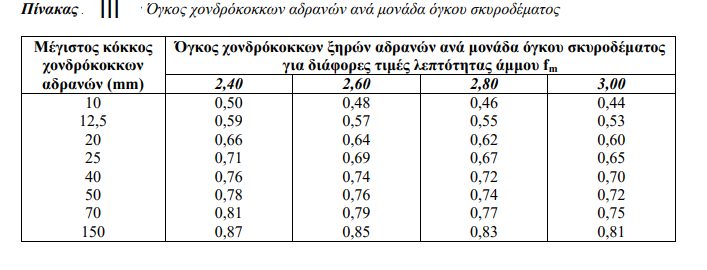 Πίνακας. ΙΙΙ Όγκος χονδρόκοκκων αδρανών ανά μονάδα όγκου σκυροδέματος
Μέγιστος κόκκος χονδρόκοκκων αδρανών (mm)
Όγκος χονδρόκοκκων ξηρών αδρανών ανά μονάδα όγκου σκυροδέματος
για διάφορες τιμές λεπτότητας άμμου fm
2,40 2,60 2,80 3,00
10 0,50 0,48 0,46 0,44
12,5 0,59 0,57 0,55 0,53
20 0,66 0,64 0,62 0,60
25 0,71 0,69 0,67 0,65
40 0,76 0,74 0,72 0,70
50 0,78 0,76 0,74 0,72
70 0,81 0,79 0,77 0,75
150 0,87 0,85 0,83 0,81